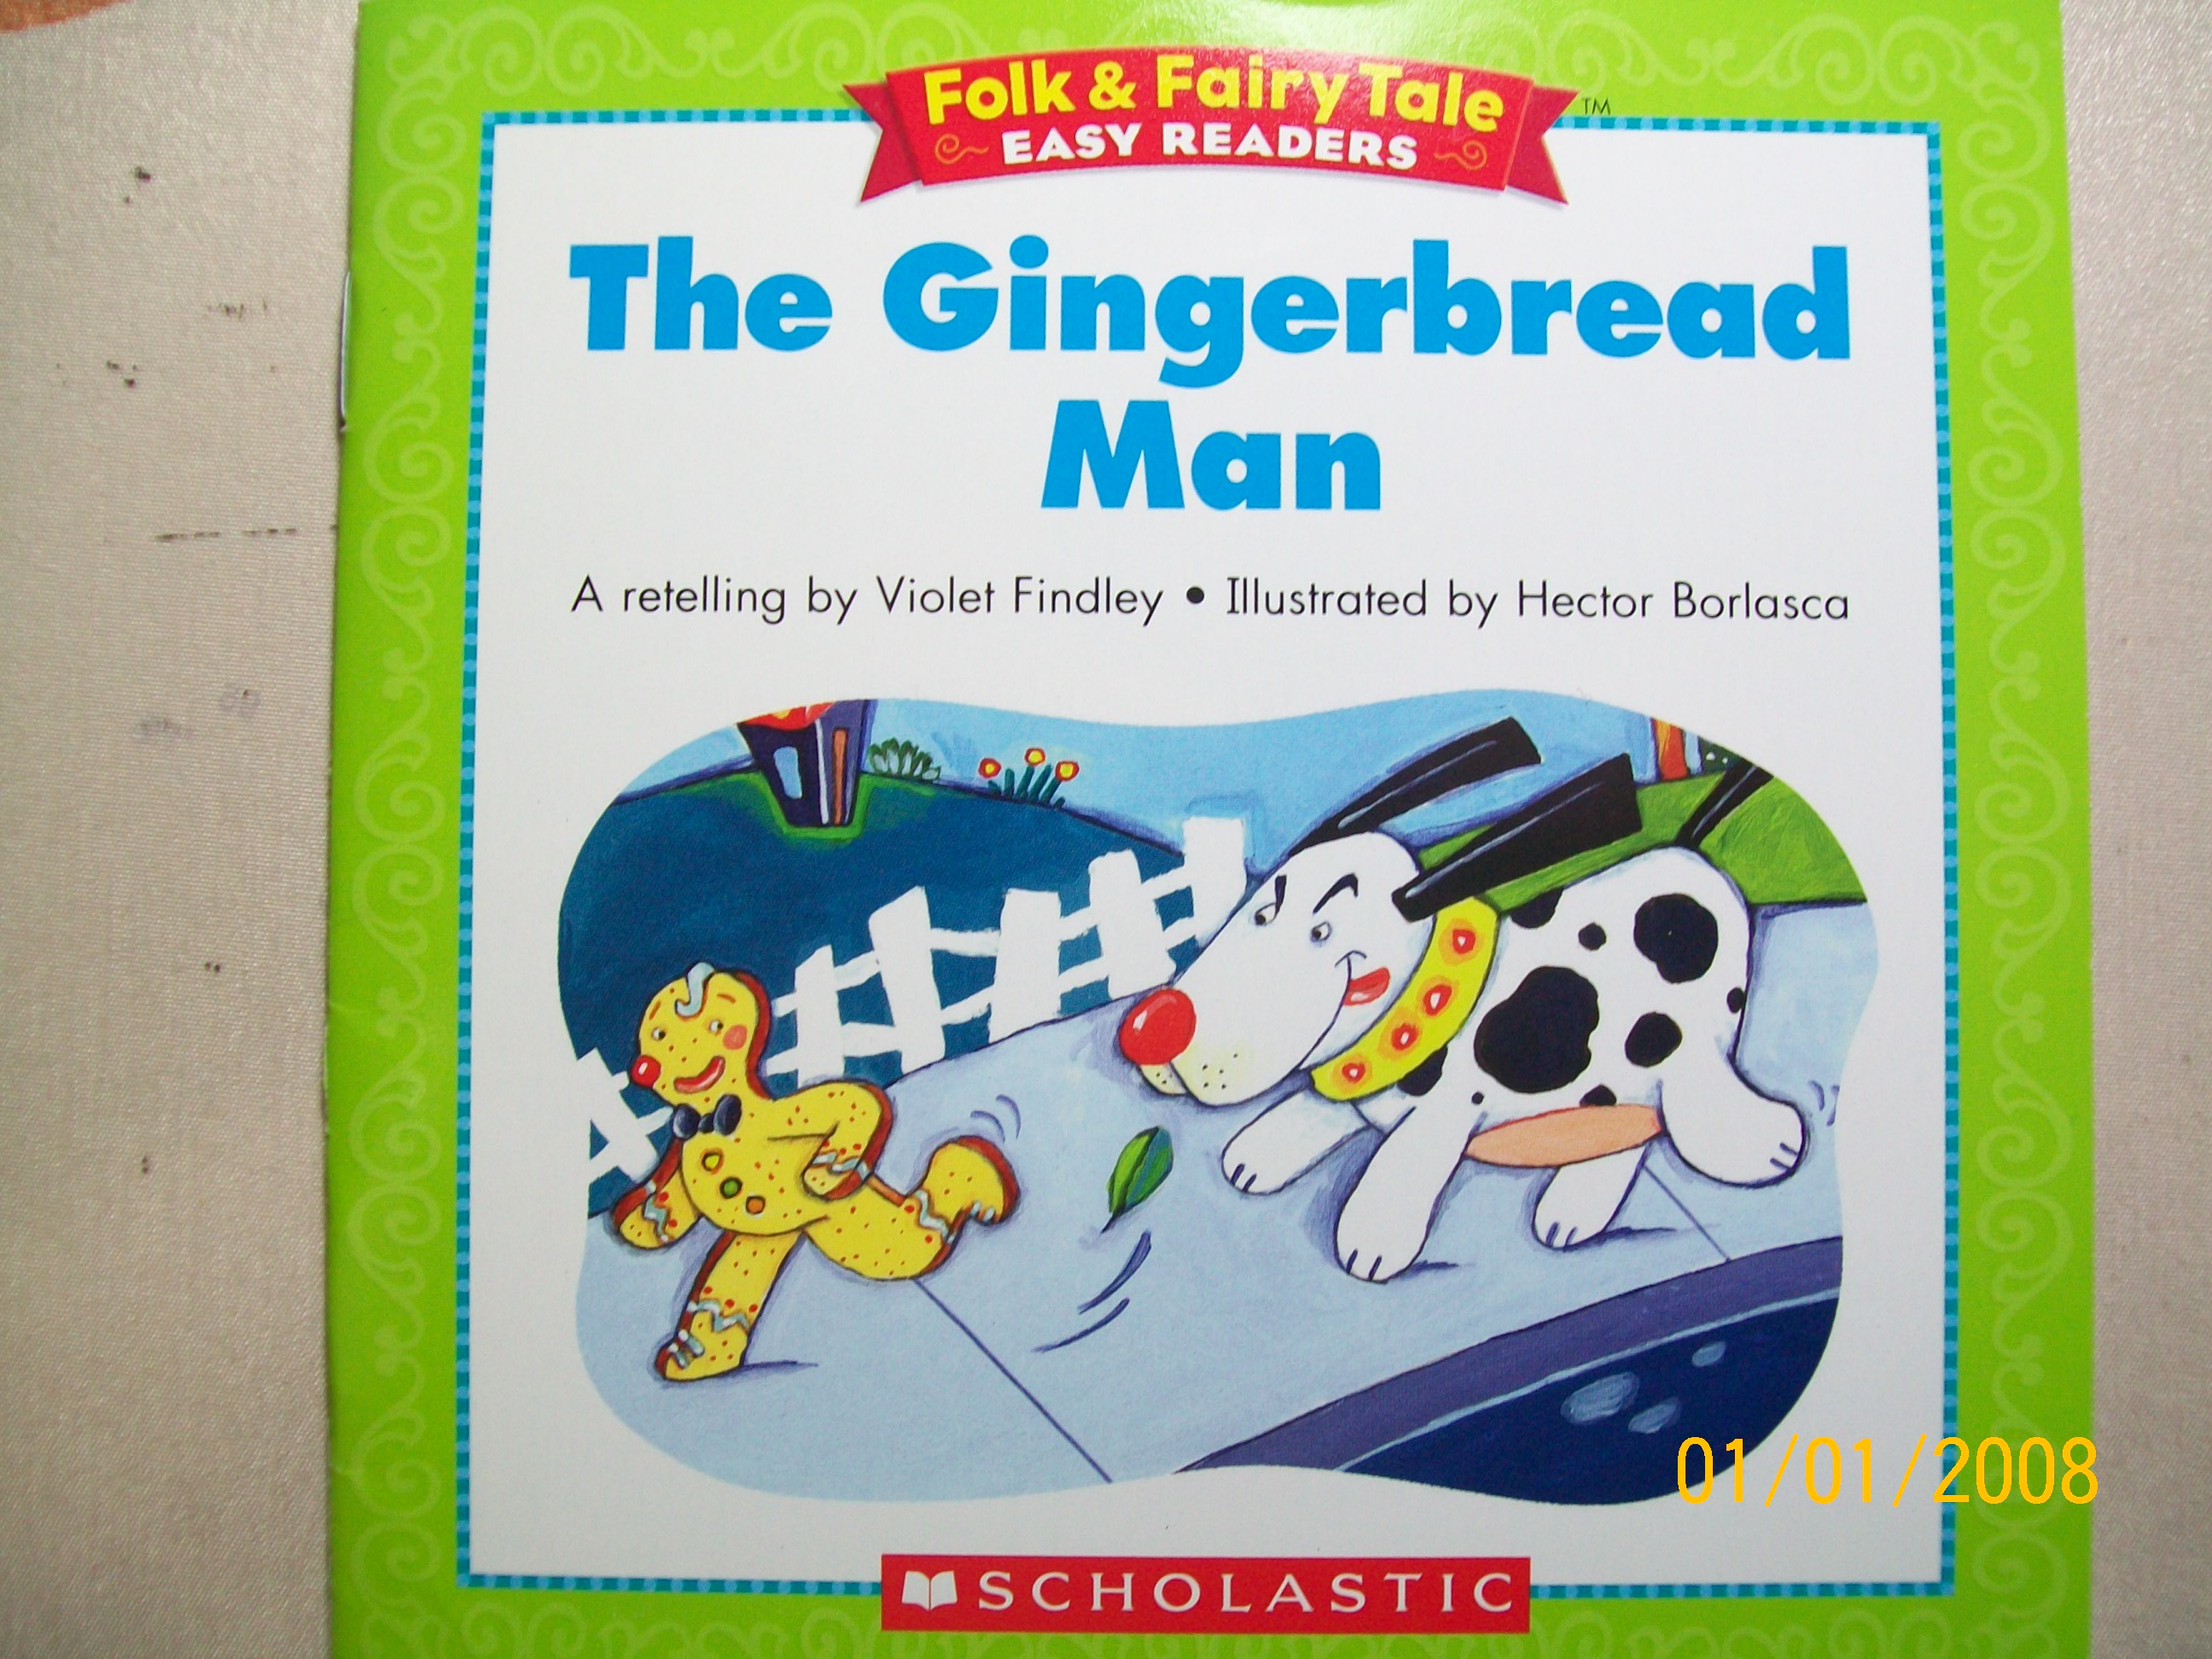 Folk & Fairy Tale ™
EASY READERS
The Gingerbread
Man
A retelling by Violet Findley • Illustrated by Hector Borlasca
01/01/2008
SCHOLASTIC